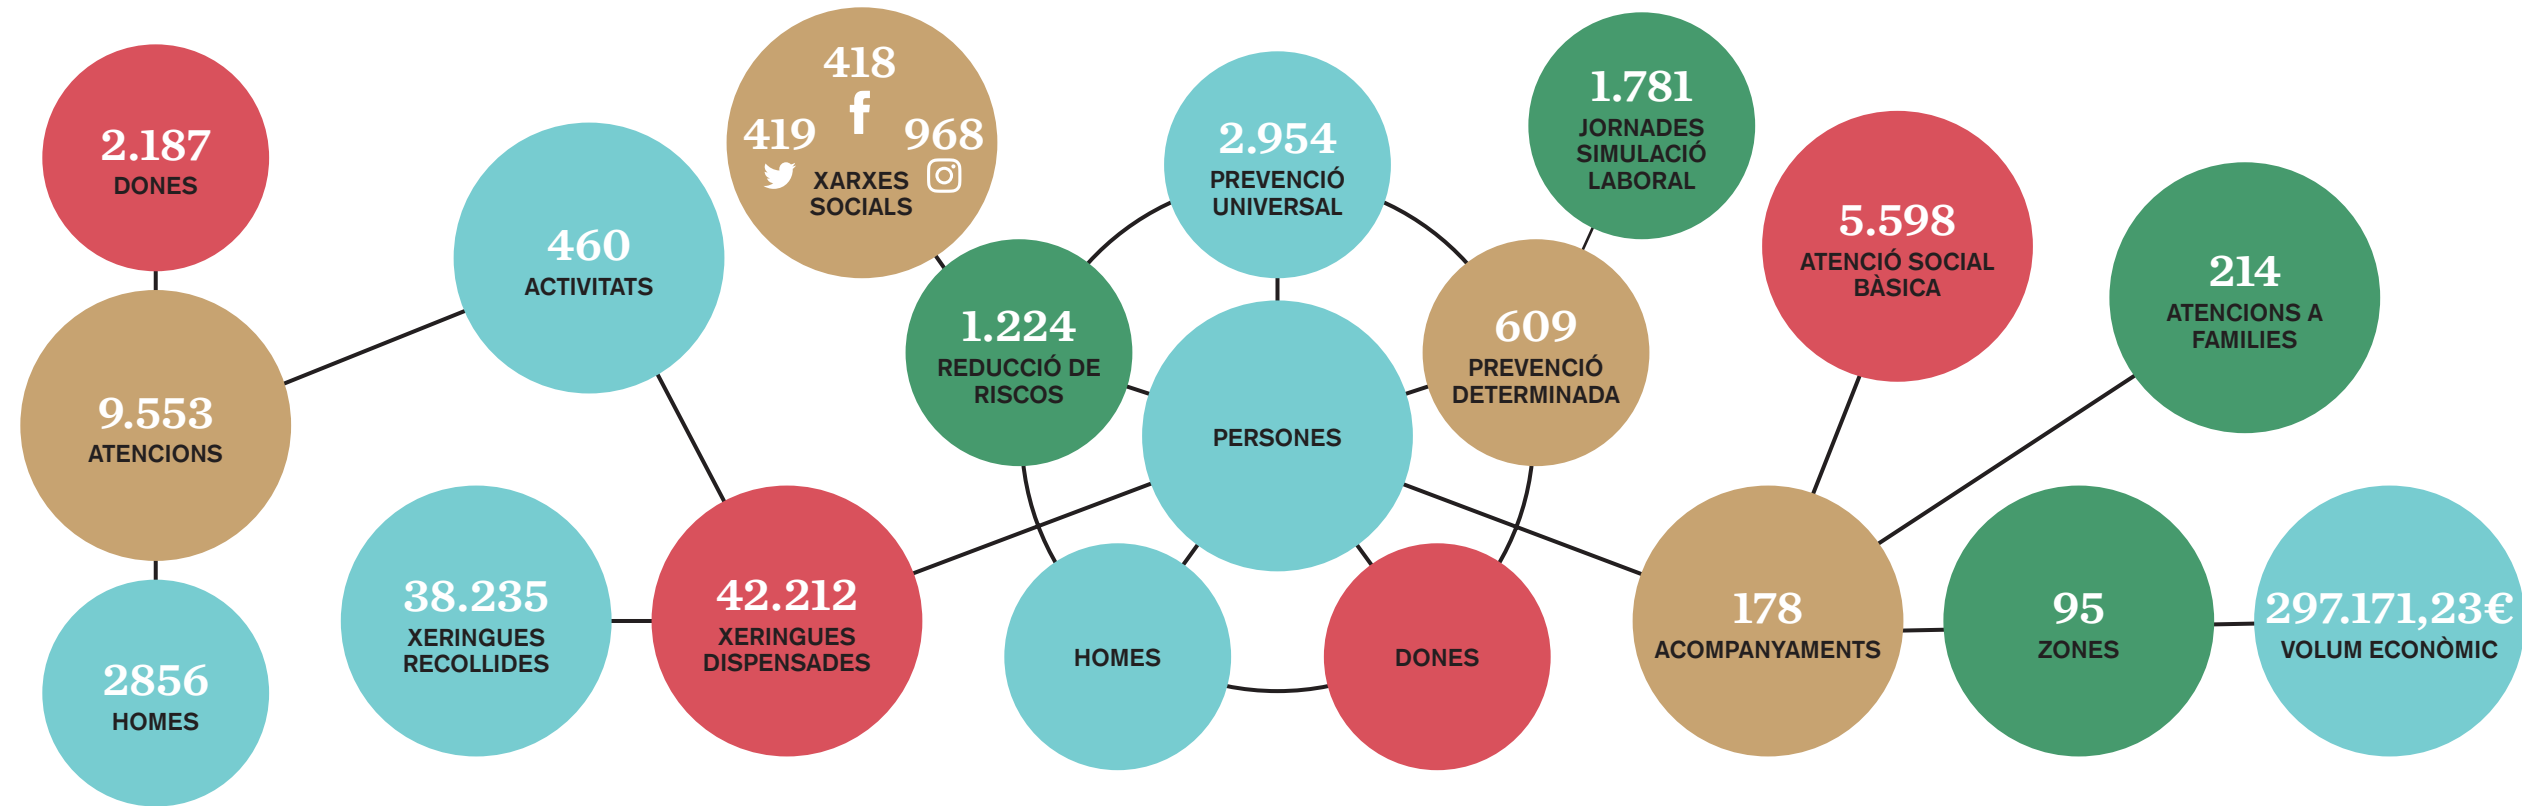 2.187
DONES
9.553
ATENCIONS
2856
HOMES
460
ACTIVITATS
38.235
XERINGUES
RECOLLIDES
42.212
XERINGUES
DISPENSADES
418
419
968
XARXES
SOCIALS
1.224
REDUCCIÓ DE
RISCOS
2.954
PREVENCIÓ
UNIVERSAL
PERSONES
HOMES
DONES
609
PREVENCIÓ
DETERMINADA
1.781
JORNADES
SIMULACIÓ
LABORAL
5.598
ATENCIÓ SOCIAL
BÀSICA
214
ATENCIONS A
FAMILIES
178
ACOMPANYAMENTS
95
ZONES
297.171,23€
VOLUM ECONÒMIC